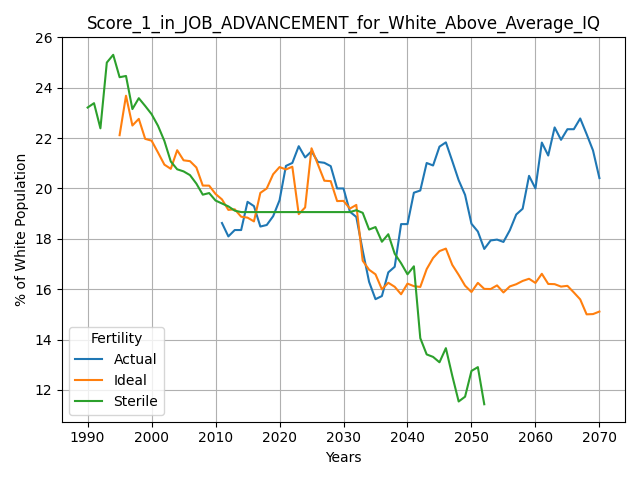 Score_1_in_JOB_ADVANCEMENT_for_White_Above_Average_IQ
% of White Population
26
24
22
20
18
16
14
12
Fertility
Actual
Ideal
Sterile
1990 2000 2010 2020 2030 2040 2050 2060 2070
Years